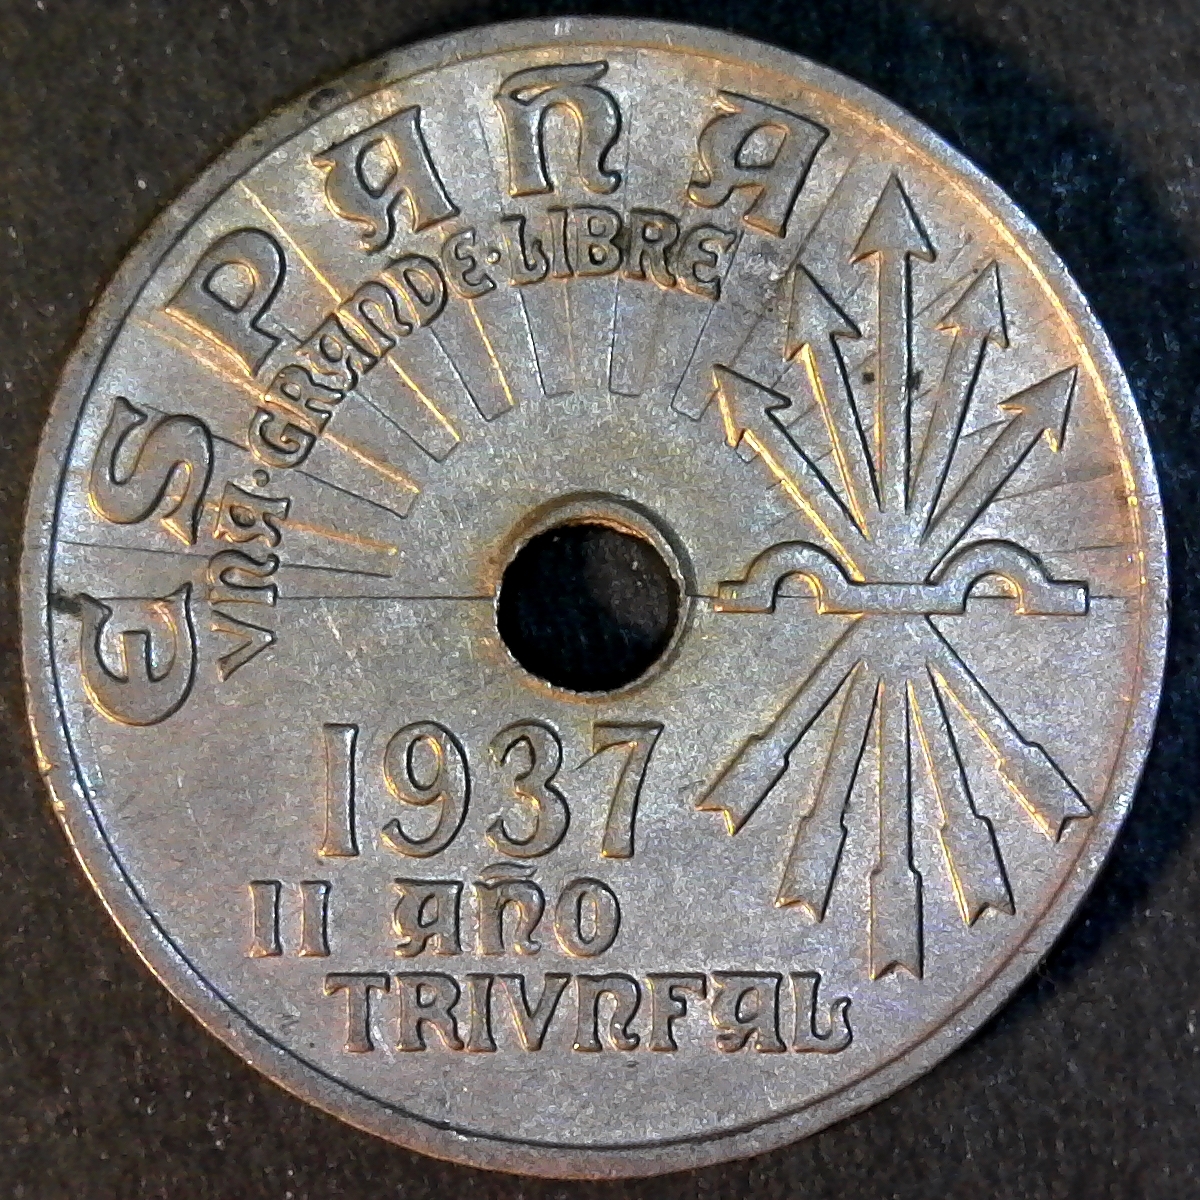 ESPAÑA
VNA·GRANDE·LIBRE
1937
II AÑO
TRIVNFAL